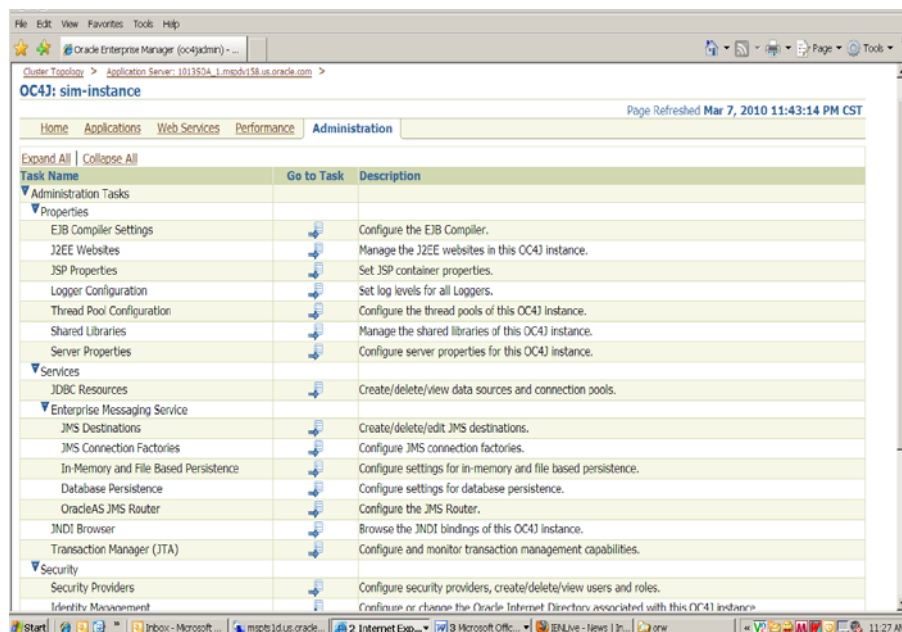 File Edit View Favorites Tools Help
Oracle Enterprise Manager (oc4jadmin) - ...
Page Tools
Cluster Topology > Application Server: 1013SOA_1.mspdv158.us.oracle.com >
OC4J: sim-instance
Page Refreshed Mar 7, 2010 11:43:14 PM CST
Home Applications Web Services Performance Administration
Expand All | Collapse All
Task Name Go to Task Description
Administration Tasks
Properties
EJB Compiler Settings Configure the EJB Compiler.
J2EE Websites Manage the J2EE websites in this OC4J instance.
JSP Properties Set JSP container properties.
Logger Configuration Set log levels for all Loggers.
Thread Pool Configuration Configure the thread pools of this OC4J instance.
Shared Libraries Manage the shared libraries of this OC4J instance.
Server Properties Configure server properties for this OC4J instance.
Services
JDBC Resources Create/delete/view data sources and connection pools.
Enterprise Messaging Service
JMS Destinations Create/delete/edit JMS destinations.
JMS Connection Factories Configure JMS connection factories.
In-Memory and File Based Persistence Configure settings for in-memory and file based persistence.
Database Persistence Configure settings for database persistence.
OracleAS JMS Router Configure the JMS Router.
JNDI Browser Browse the JNDI bindings of this OC4J instance.
Transaction Manager (JTA) Configure and monitor transaction management capabilities.
Security
Security Providers Configure security providers, create/delete/view users and roles.
Identity Management Configure or change the Oracle Internet Directory associated with this OC4J instance
Start Inbox - Microsoft ... mspts1d.us.oracle... 2 Internet Exp... 3 Microsoft Offic... IBNLive - News | In... orw 11:27 AM